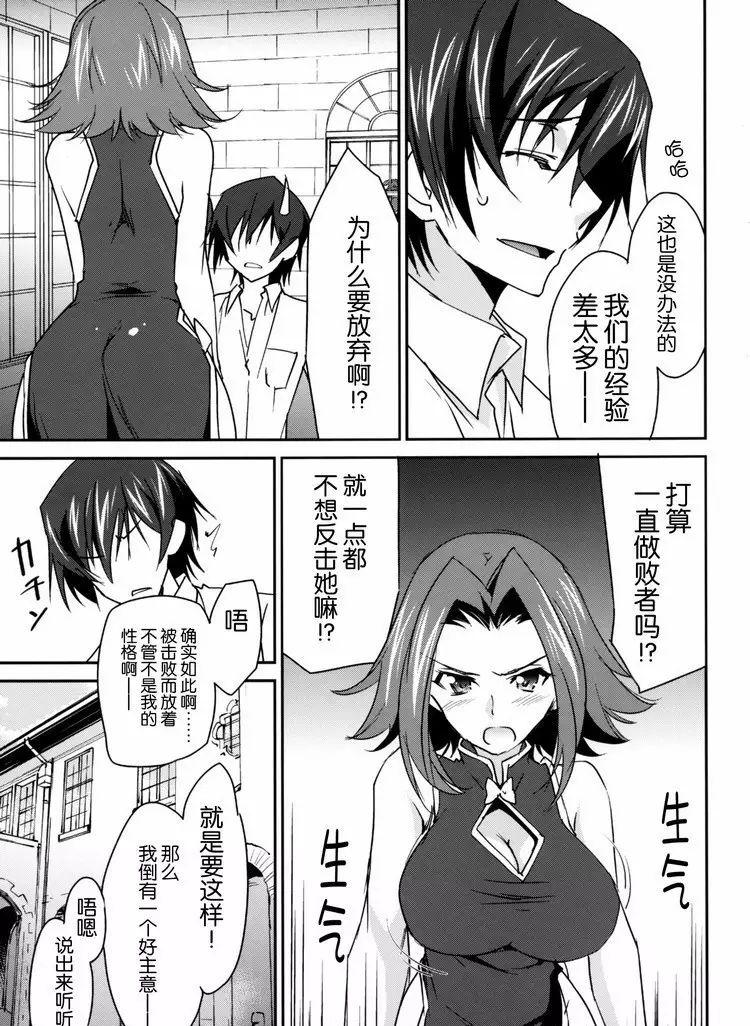 哈
哈
这也是没办法的
我们的经验
差太多——
为什么要放弃啊!?
打算
一直做败者吗!?
就一点都
不想反击她嘛!?
生气
生气
カチン
唔
确实如此啊……
被击败而放着
不管不是我的
性格啊——
就是要这样!
那么
我倒有一个好主意——
唔嗯
说出来听听